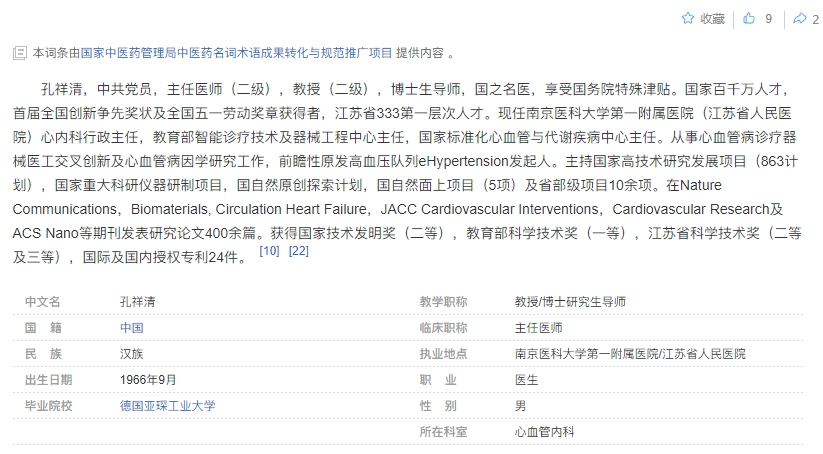 收藏 9 2
本词条由国家中医药管理局中医药名词术语成果转化与规范推广项目 提供内容 。
孔祥清，中共党员，主任医师（二级），教授（二级），博士生导师，国之名医，享受国务院特殊津贴。国家百千万人才，
首届全国创新争先奖状及全国五一劳动奖章获得者，江苏省333第一层次人才。现任南京医科大学第一附属医院（江苏省人民医
院）心内科行政主任，教育部智能诊疗技术及器械工程中心主任，国家标准化心血管与代谢疾病中心主任。从事心血管病诊疗器
械医工交叉创新及心血管病因学研究工作，前瞻性原发高血压队列eHypertension发起人。主持国家高技术研究发展项目（863计
划），国家重大科研仪器研制项目，国自然原创探索计划，国自然面上项目（5项）及省部级项目10余项。在Nature
Communications，Biomaterials, Circulation Heart Failure，JACC Cardiovascular Interventions，Cardiovascular Research及
ACS Nano等期刊发表研究论文400余篇。获得国家技术发明奖（二等），教育部科学技术奖（一等），江苏省科学技术奖（二等
及三等），国际及国内授权专利24件。 [10] [22]
中文名 孔祥清 教学职称 教授/博士研究生导师
国 籍 中国 临床职称 主任医师
民 族 汉族 执业地点 南京医科大学第一附属医院/江苏省人民医院
出生日期 1966年9月 职 业 医生
毕业院校 德国亚琛工业大学 性 别 男
所在科室 心血管内科